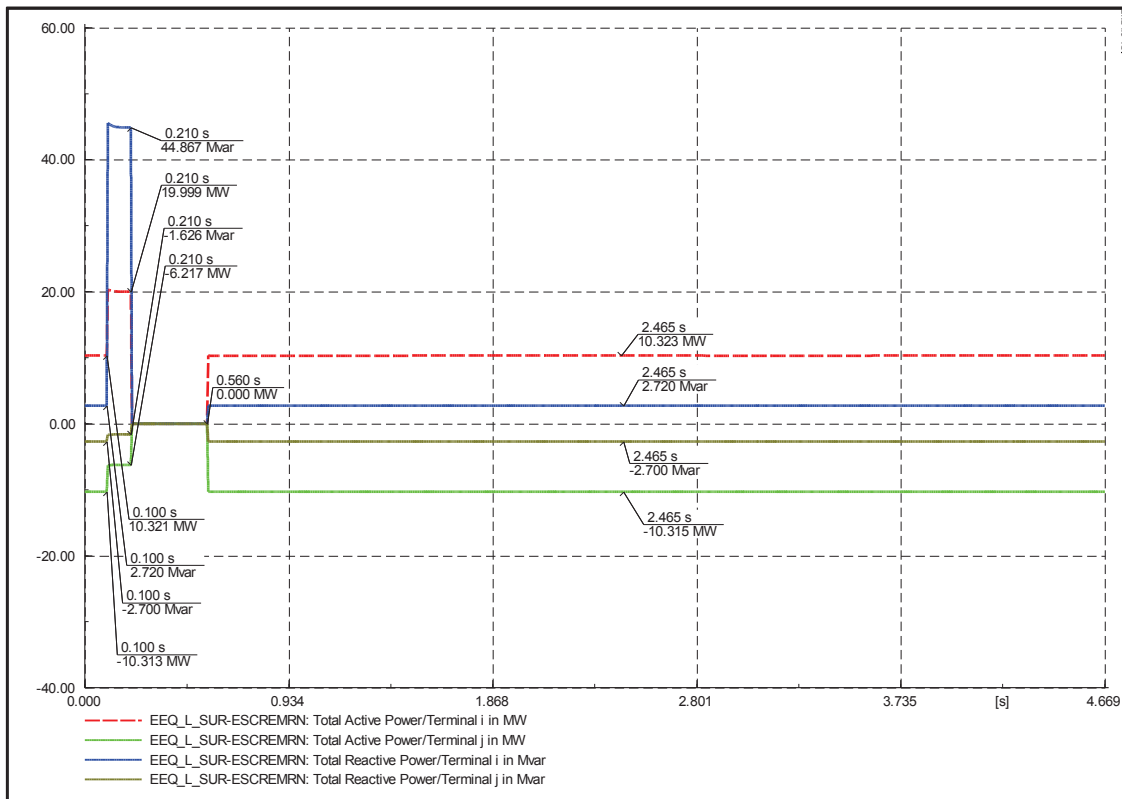 60.00
40.00
20.00
0.00
-20.00
-40.00
0.210 s
44.867 Mvar
0.210 s
19.999 MW
0.210 s
-1.626 Mvar
0.210 s
-6.217 MW
2.465 s
10.323 MW
0.560 s
0.000 MW
2.465 s
2.720 Mvar
2.465 s
-2.700 Mvar
2.465 s
-10.315 MW
0.100 s
10.321 MW
0.100 s
2.720 Mvar
0.100 s
-2.700 Mvar
0.100 s
-10.313 MW
0.000 0.934 1.868 2.801 3.735 [s] 4.669
EEQ_L_SUR-ESCREMRN: Total Active Power/Terminal i in MW
EEQ_L_SUR-ESCREMRN: Total Active Power/Terminal j in MW
EEQ_L_SUR-ESCREMRN: Total Reactive Power/Terminal i in Mvar
EEQ_L_SUR-ESCREMRN: Total Reactive Power/Terminal j in Mvar